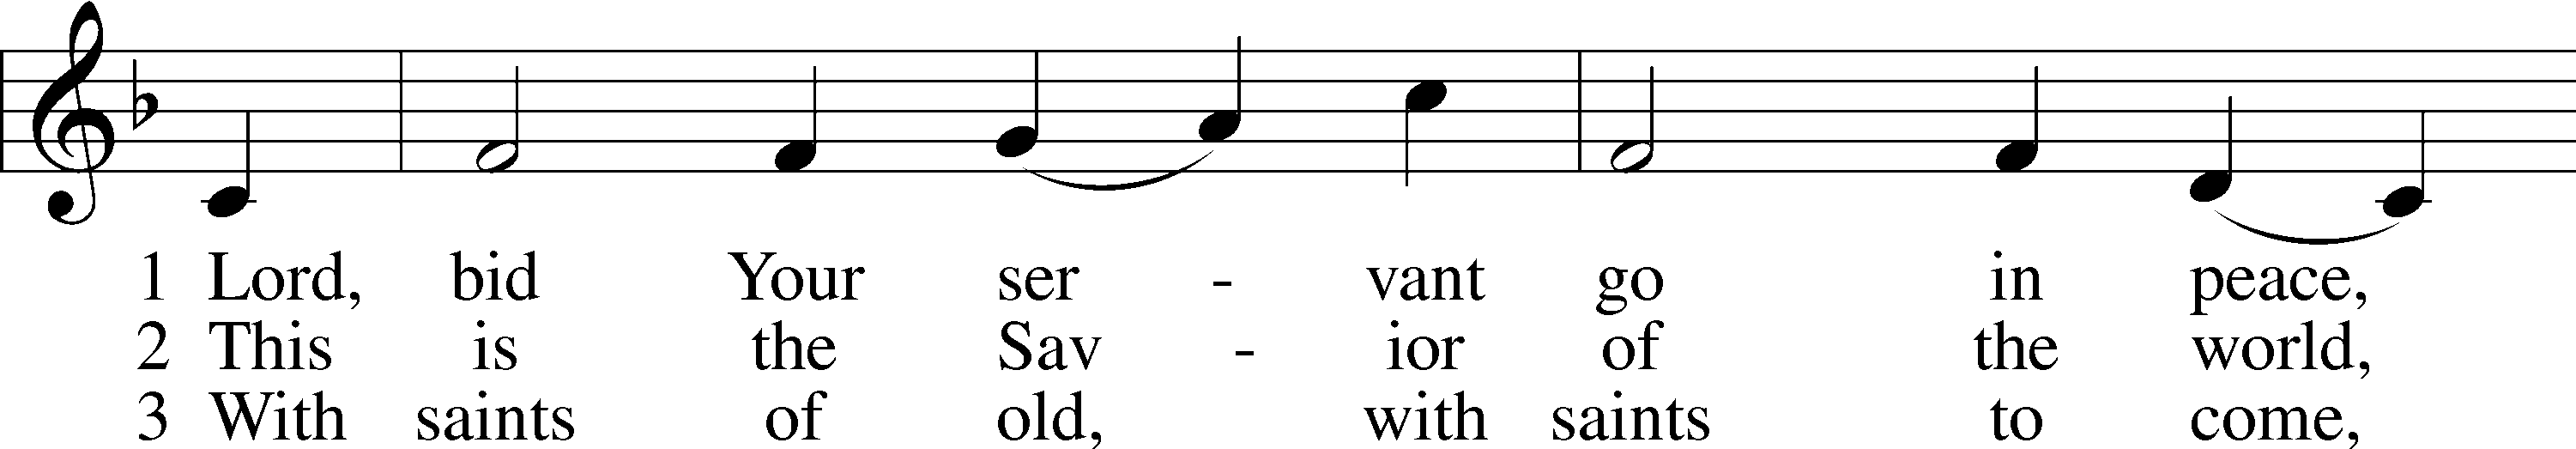 1 Lord, bid Your ser - vant go in peace,
2 This is the Sav - ior of the world,
3 With saints of old, with saints to come,